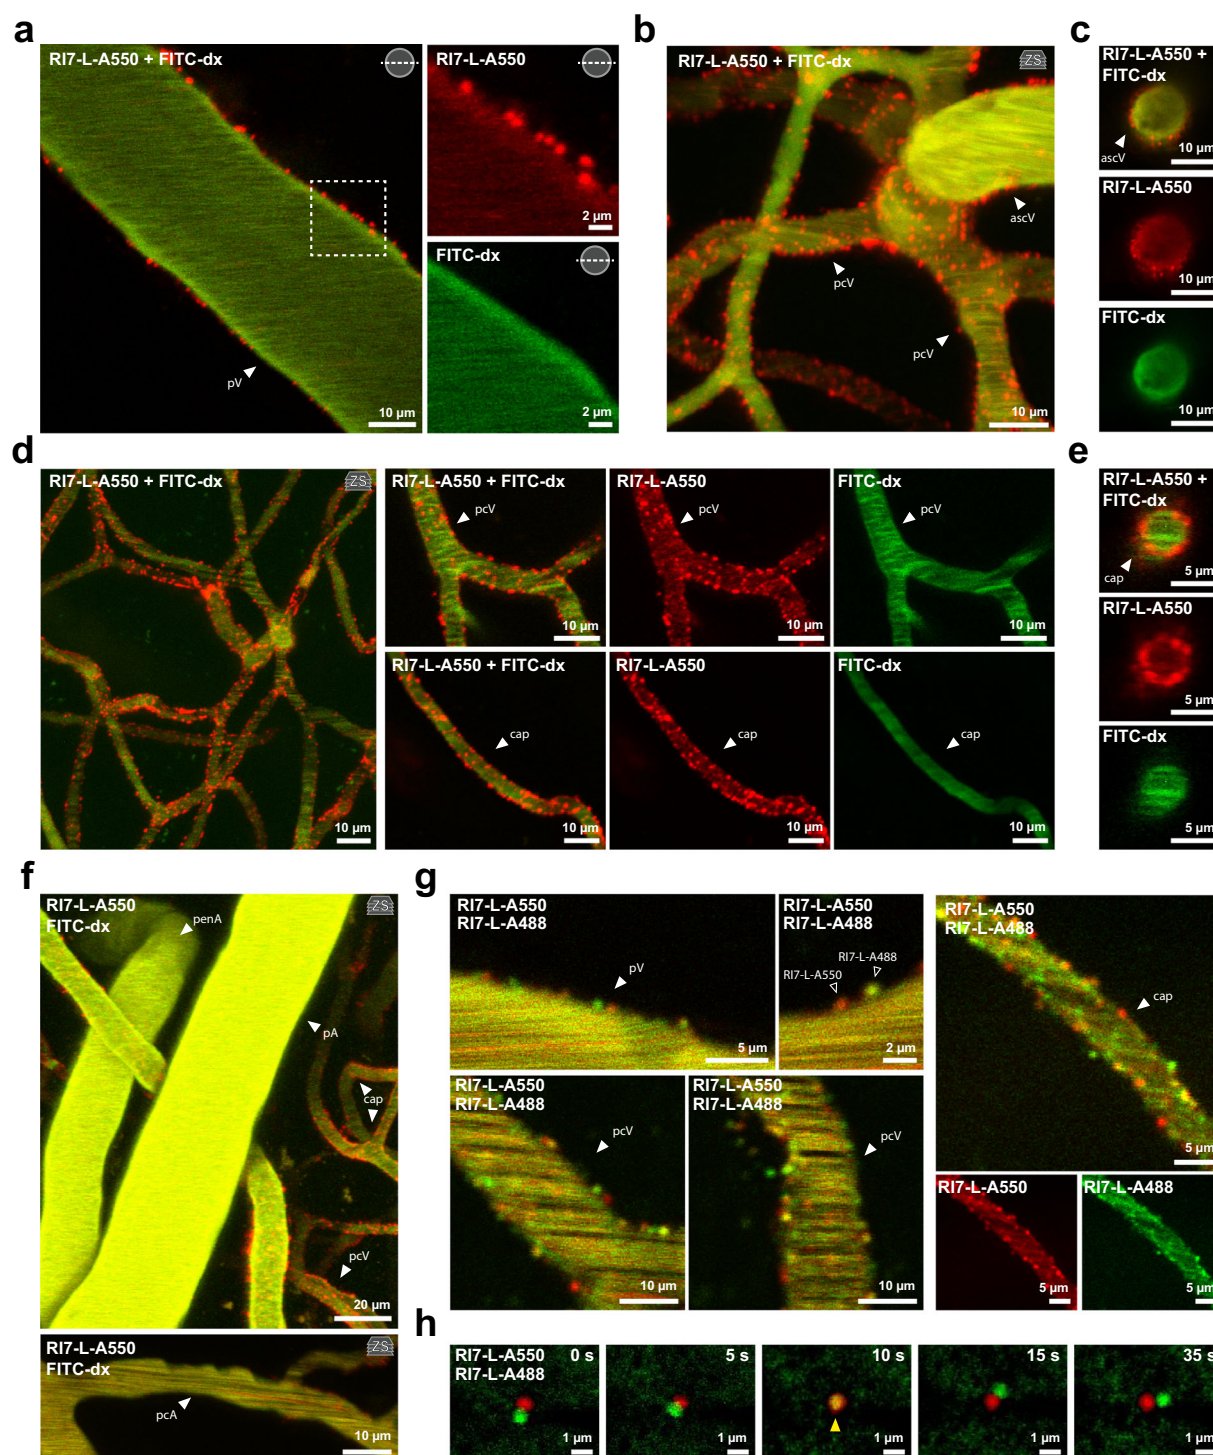 a
RI7-L-A550 + FITC-dx
pV
10 µm
RI7-L-A550
2 µm
FITC-dx
2 µm
b
RI7-L-A550 + FITC-dx
ZS
ascV
pcV
pcV
10 µm
c
RI7-L-A550 +
FITC-dx
ascV
10 µm
RI7-L-A550
10 µm
FITC-dx
10 µm
d
RI7-L-A550 + FITC-dx
ZS
10 µm
RI7-L-A550 + FITC-dx
pcV
10 µm
RI7-L-A550
pcV
10 µm
FITC-dx
pcV
10 µm
RI7-L-A550 + FITC-dx
cap
10 µm
RI7-L-A550
cap
10 µm
FITC-dx
cap
10 µm
e
RI7-L-A550 +
FITC-dx
cap
5 µm
RI7-L-A550
5 µm
FITC-dx
5 µm
f
RI7-L-A550
FITC-dx
ZS
penA
pA
cap
pcV
20 µm
RI7-L-A550
FITC-dx
ZS
pcA
10 µm
g
RI7-L-A550
RI7-L-A488
pV
5 µm
RI7-L-A550
RI7-L-A488
RI7-L-A488
RI7-L-A550
2 µm
RI7-L-A550
RI7-L-A488
pcV
10 µm
RI7-L-A550
RI7-L-A488
pcV
10 µm
RI7-L-A550
RI7-L-A488
cap
5 µm
RI7-L-A550
5 µm
RI7-L-A488
5 µm
h
RI7-L-A550
RI7-L-A488
0 s
1 µm
5 s
1 µm
10 s
1 µm
15 s
1 µm
35 s
1 µm